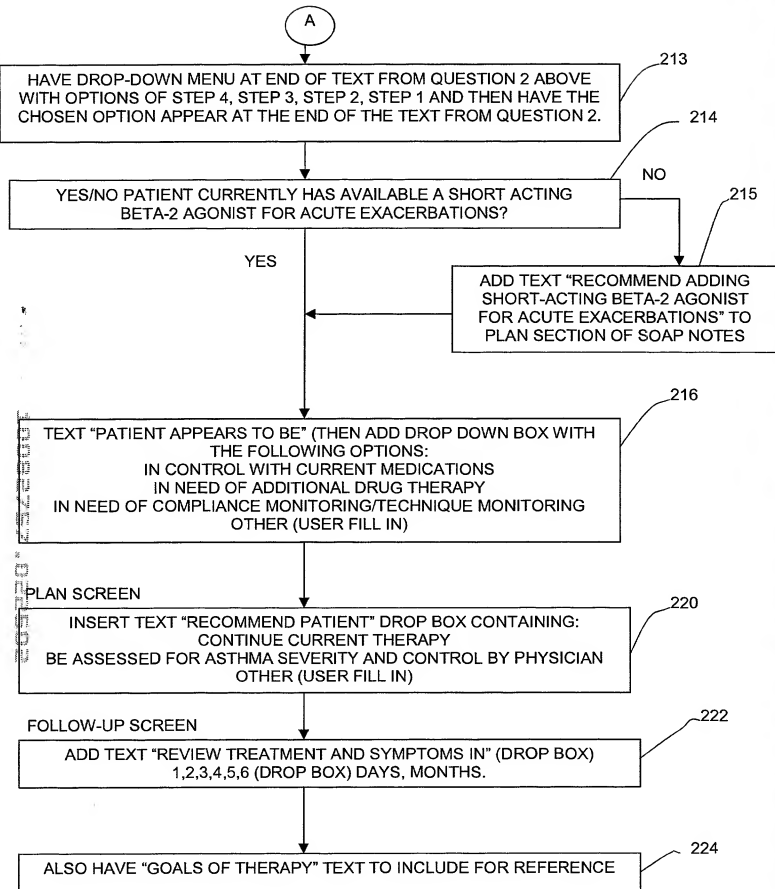 A
213
HAVE DROP-DOWN MENU AT END OF TEXT FROM QUESTION 2 ABOVE
WITH OPTIONS OF STEP 4, STEP 3, STEP 2, STEP 1 AND THEN HAVE THE
CHOSEN OPTION APPEAR AT THE END OF THE TEXT FROM QUESTION 2.
214
YES/NO PATIENT CURRENTLY HAS AVAILABLE A SHORT ACTING
BETA-2 AGONIST FOR ACUTE EXACERBATIONS?
NO
215
YES
ADD TEXT “RECOMMEND ADDING
SHORT-ACTING BETA-2 AGONIST
FOR ACUTE EXACERBATIONS” TO
PLAN SECTION OF SOAP NOTES
216
TEXT “PATIENT APPEARS TO BE” (THEN ADD DROP DOWN BOX WITH
THE FOLLOWING OPTIONS:
IN CONTROL WITH CURRENT MEDICATIONS
IN NEED OF ADDITIONAL DRUG THERAPY
IN NEED OF COMPLIANCE MONITORING/TECHNIQUE MONITORING
OTHER (USER FILL IN)
PLAN SCREEN
220
INSERT TEXT “RECOMMEND PATIENT” DROP BOX CONTAINING:
CONTINUE CURRENT THERAPY
BE ASSESSED FOR ASTHMA SEVERITY AND CONTROL BY PHYSICIAN
OTHER (USER FILL IN)
FOLLOW-UP SCREEN
222
ADD TEXT “REVIEW TREATMENT AND SYMPTOMS IN” (DROP BOX)
1,2,3,4,5,6 (DROP BOX) DAYS, MONTHS.
224
ALSO HAVE “GOALS OF THERAPY” TEXT TO INCLUDE FOR REFERENCE